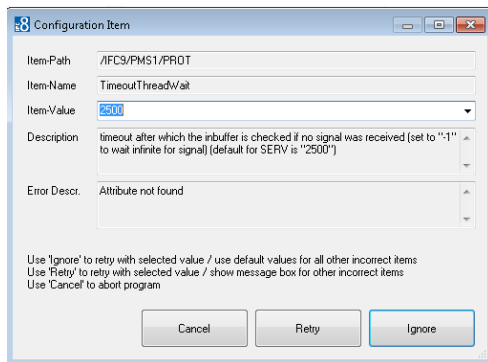 8 Configuration Item
Item-Path /IFC9/PMS1/PROT
Item-Name TimeoutThreadWait
Item-Value 2500
Description timeout after which the inbuffer is checked if no signal was received (set to "-1"
to wait infinite for signal) (default for SERV is "2500")
Error Descr. Attribute not found
Use 'Ignore' to retry with selected value / use default values for all other incorrect items
Use 'Retry' to retry with selected value / show message box for other incorrect items
Use 'Cancel' to abort program
Cancel Retry Ignore